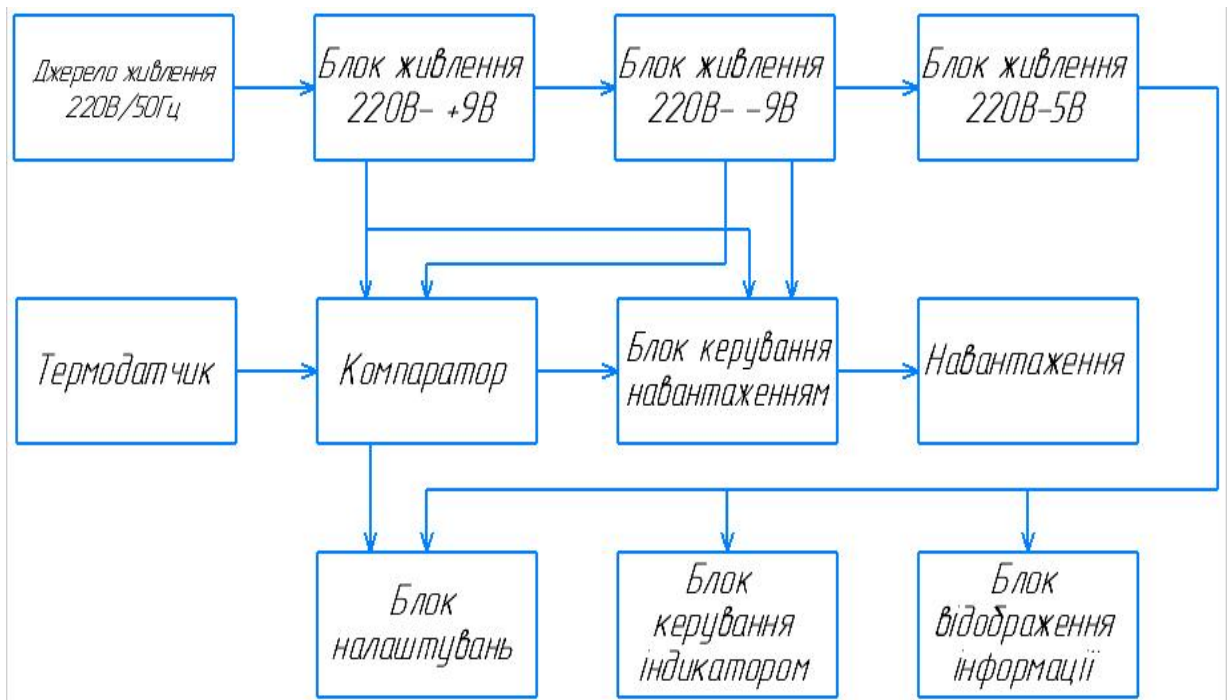 Джерело живлення
220В/50Гц
Блок живлення
220В- +9В
Блок живлення
220В- -9В
Блок живлення
220В-5В
Термодатчик
Компаратор
Блок керування
навантаженням
Навантаження
Блок
налаштувань
Блок
керування
індикатором
Блок
відображення
інформації